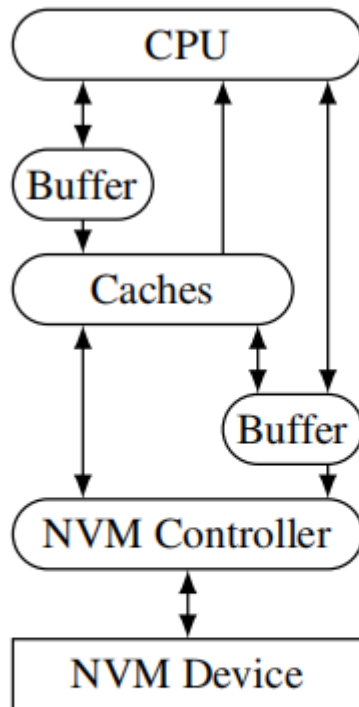 CPU
Buffer
Caches
Buffer
NVM Controller
NVM Device